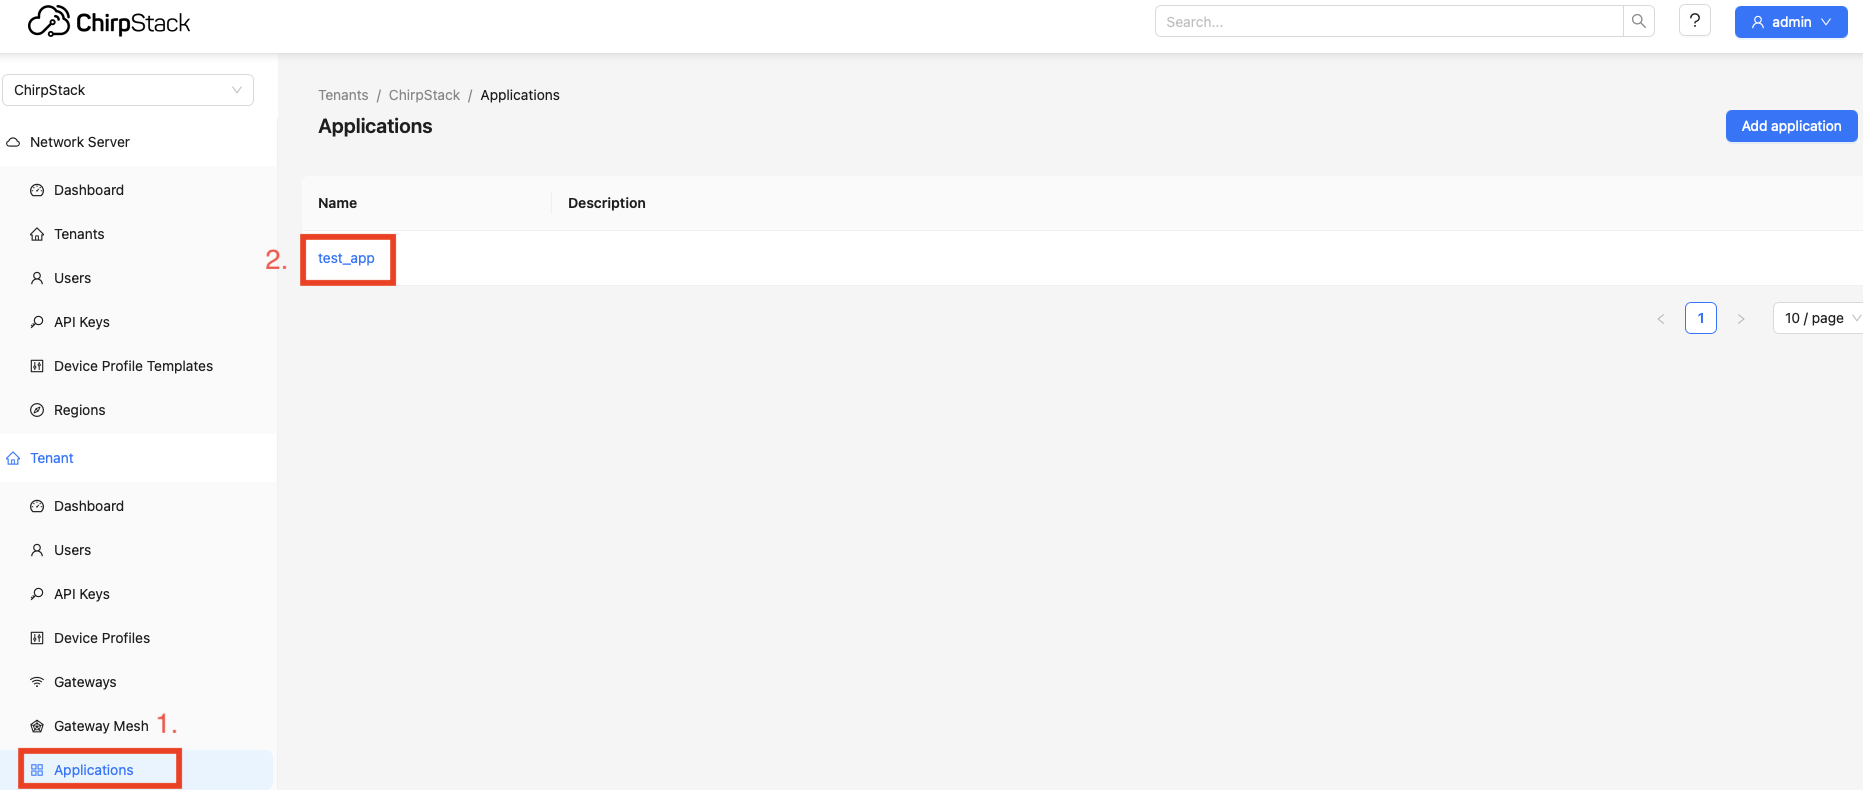 ChirpStack
Search...
?
admin
ChirpStack
Network Server
Dashboard
Tenants
Users
API Keys
Device Profile Templates
Regions
Tenant
Dashboard
Users
API Keys
Device Profiles
Gateways
Gateway Mesh
1.
Applications
Tenants / ChirpStack / Applications
Applications
Add application
Name Description
2.
test_app
< 1 > 10 / page